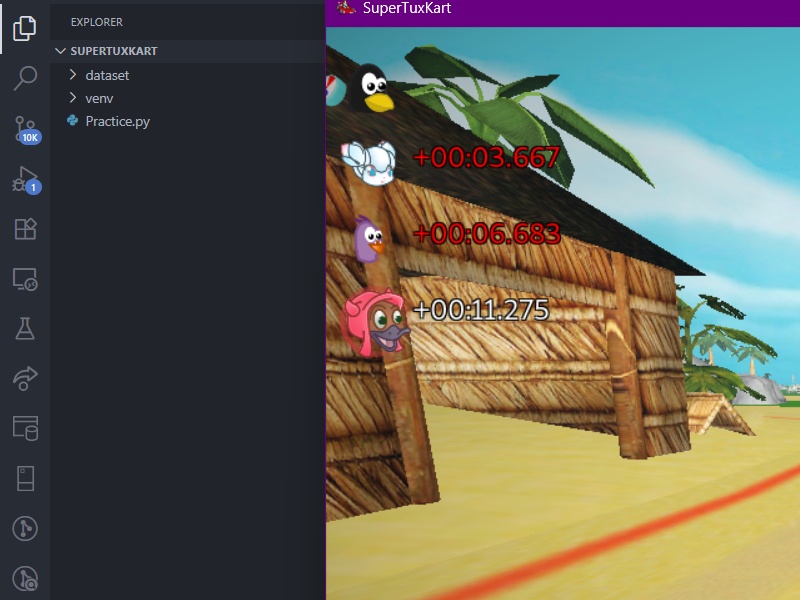 EXPLORER
SUPERTUXKART
dataset
venv
Practice.py
10K
1
SuperTuxKart
+00:03.667
+00:06.683
+00:11.275